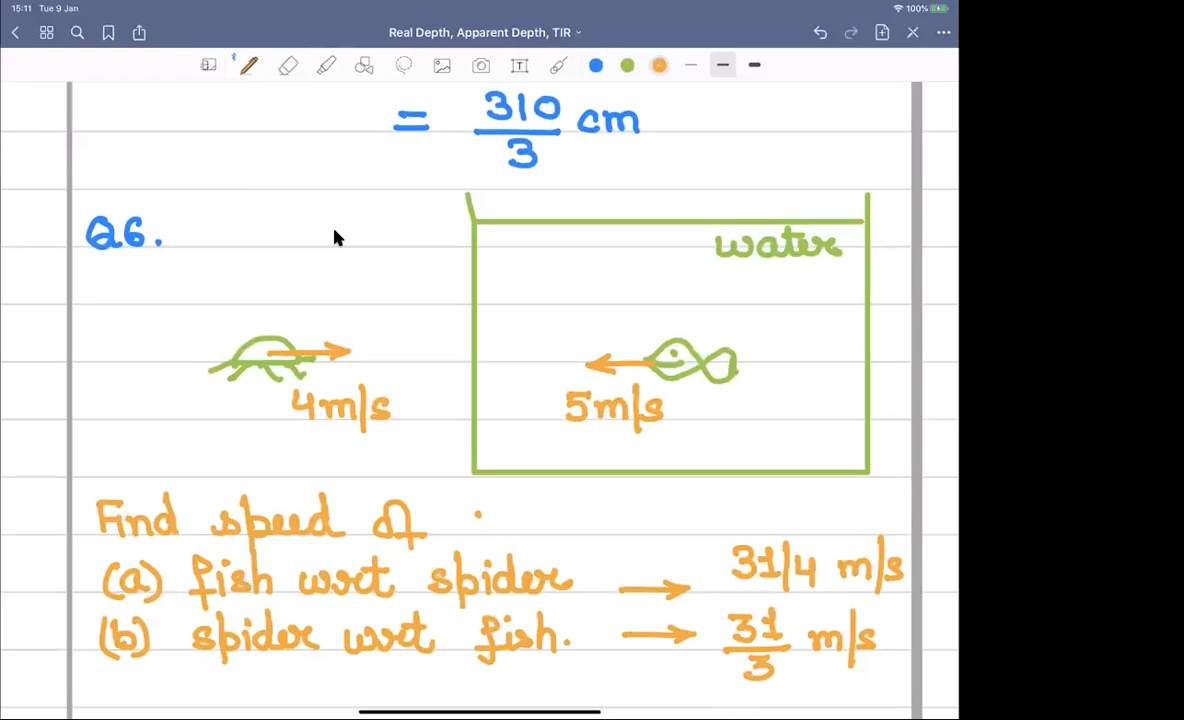 15:11 Tue 9 Jan
100%
Real Depth, Apparent Depth, TIR
= 310/3 cm
Q6.
water
4m/s
5m/s
Find speed of
(a) fish wrt spider → 31/4 m/s
(b) spider wrt fish. → 31/3 m/s